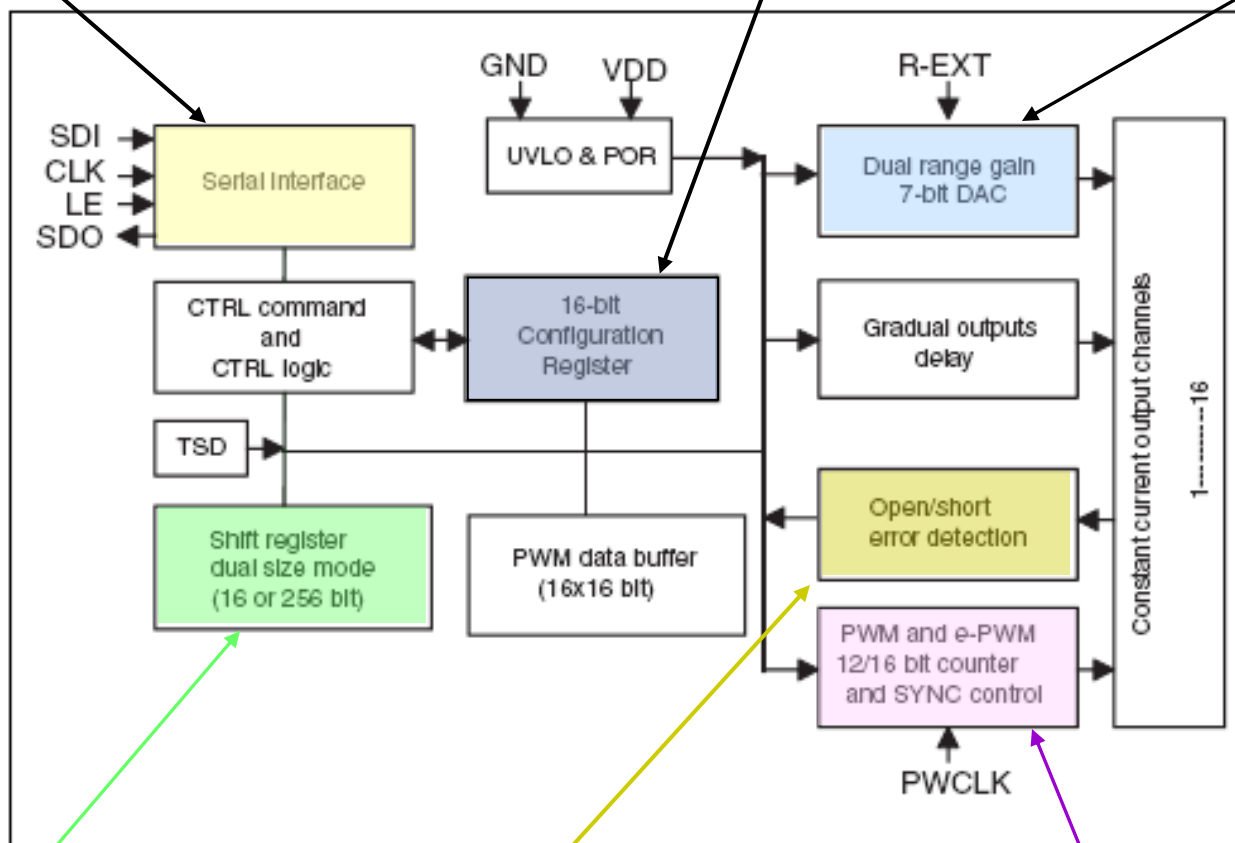 GND
VDD
R-EXT
SDI
CLK
LE
SDO
Serial Interface
UVLO & POR
Dual range gain
7-bit DAC
CTRL command
and
CTRL logic
16-bit
Configuration
Register
Gradual outputs
delay
Constant current output channels
1-----------16
TSD
Shift register
dual size mode
(16 or 256 bit)
PWM data buffer
(16x16 bit)
Open/short
error detection
PWM and e-PWM
12/16 bit counter
and SYNC control
PWCLK